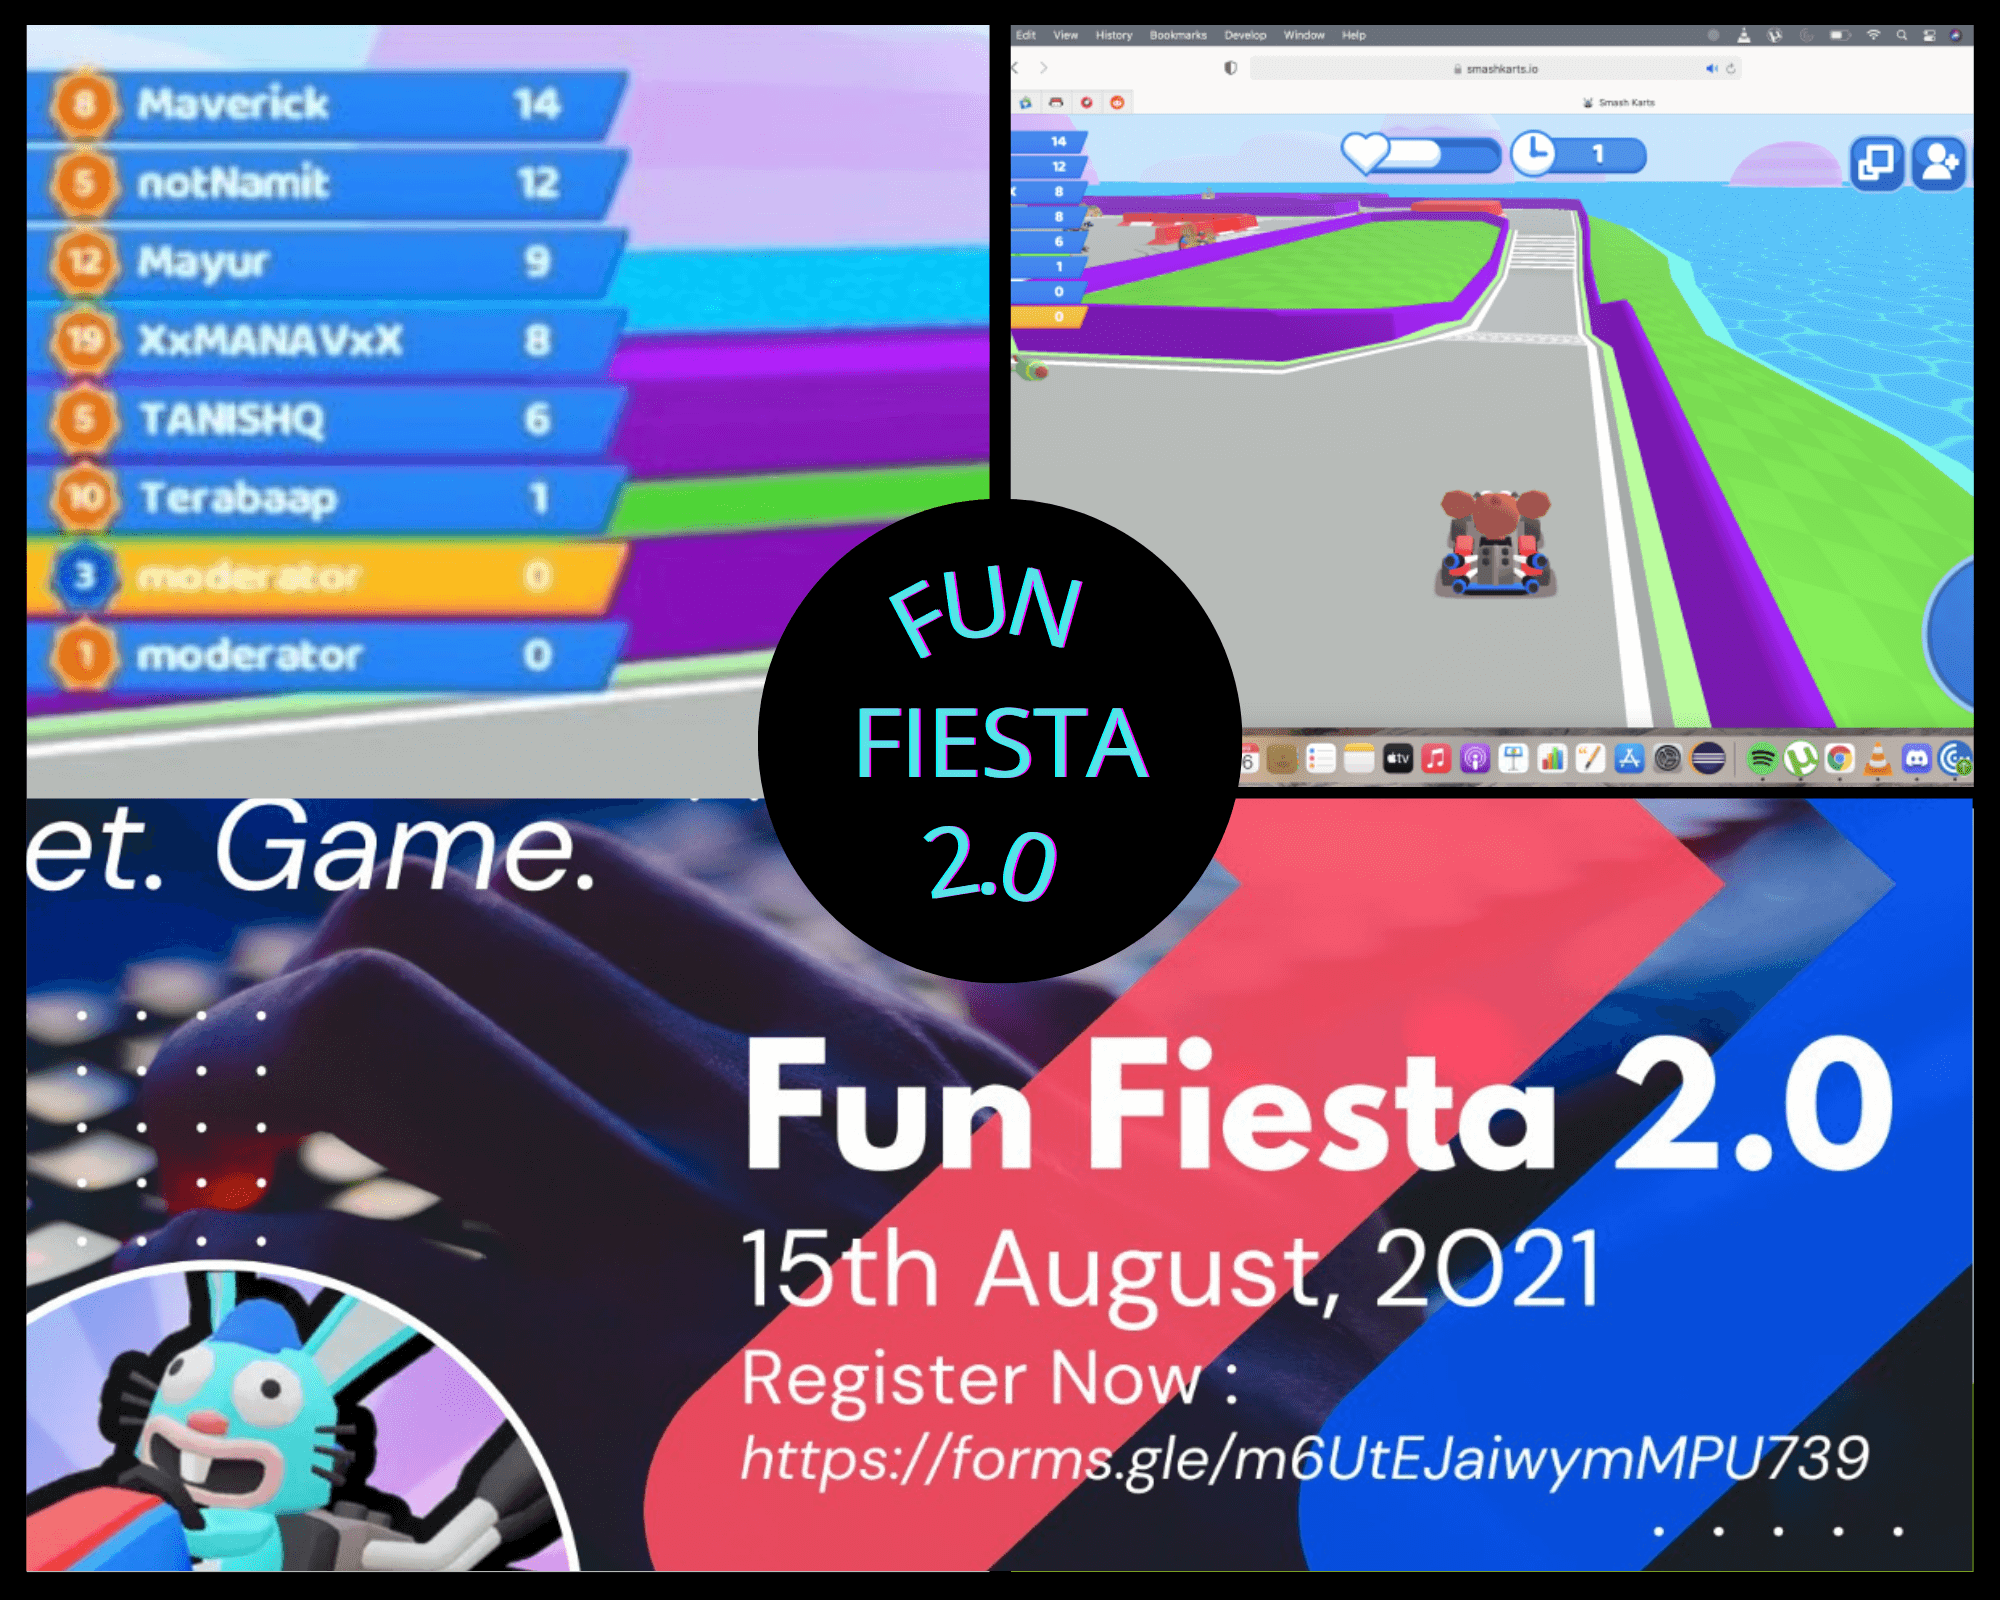 8 Maverick 14
5 notNamit 12
12 Mayur 9
19 XxMANAVxX 8
5 TANISHQ 6
10 Terabaap 1
3 moderator 0
1 moderator 0
Edit View History Bookmarks Develop Window Help
smashkarts.io
Smash Karts
14
12
X 8
8
6
1
0
0
1
6
tv
FUN
FIESTA
2.0
et. Game.
Fun Fiesta 2.0
15th August, 2021
Register Now :
https://forms.gle/m6UtEJaiwymMPU739